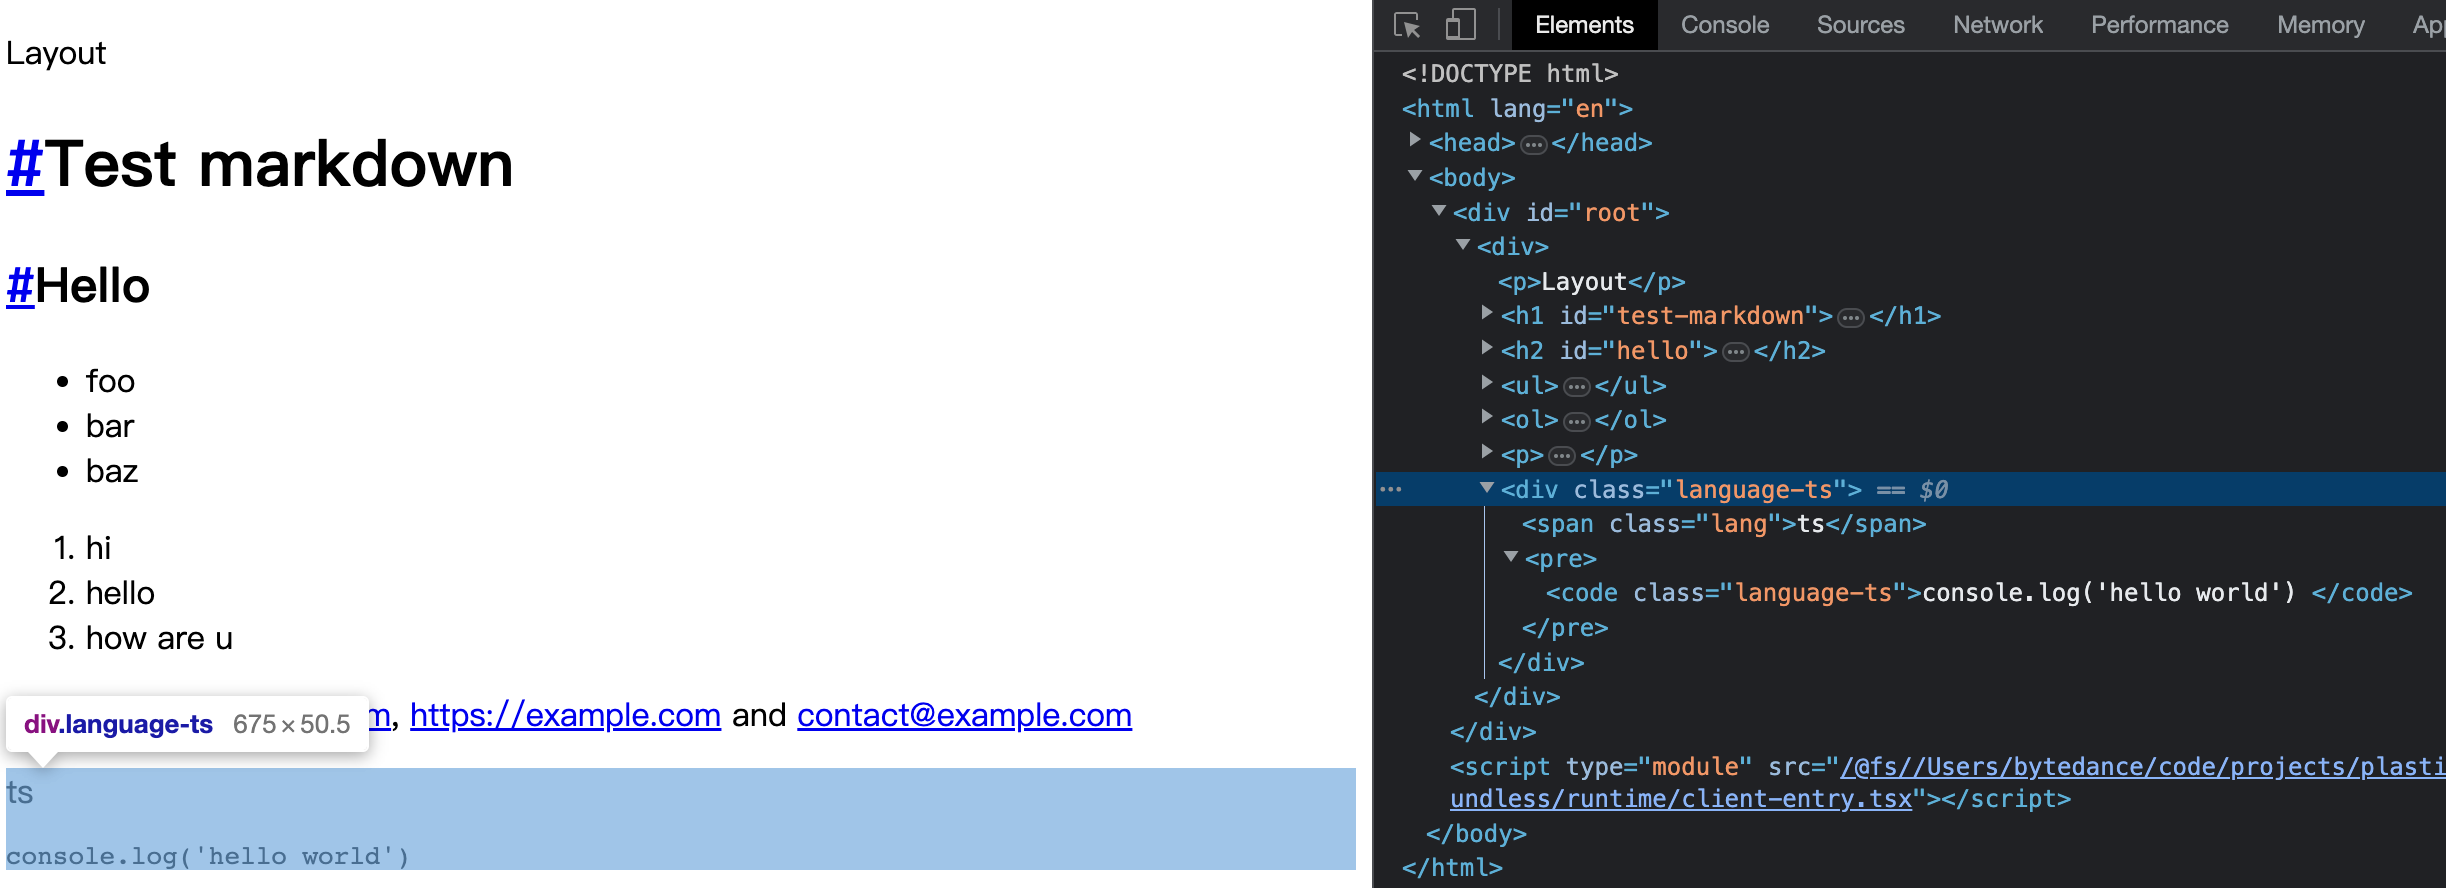 Layout
#Test markdown
#Hello
• foo
• bar
• baz
1. hi
2. hello
3. how are u
m, https://example.com and contact@example.com
div.language-ts 675×50.5
ts
console.log('hello world')
Elements Console Sources Network Performance Memory App
<!DOCTYPE html>
<html lang="en">
<head>…</head>
<body>
<div id="root">
<div>
<p>Layout</p>
<h1 id="test-markdown">…</h1>
<h2 id="hello">…</h2>
<ul>…</ul>
<ol>…</ol>
<p>…</p>
… <div class="language-ts"> == $0
<span class="lang">ts</span>
<pre>
<code class="language-ts">console.log('hello world') </code>
</pre>
</div>
</div>
</div>
<script type="module" src="/@fs//Users/bytedance/code/projects/plasti
undless/runtime/client-entry.tsx"></script>
</body>
</html>